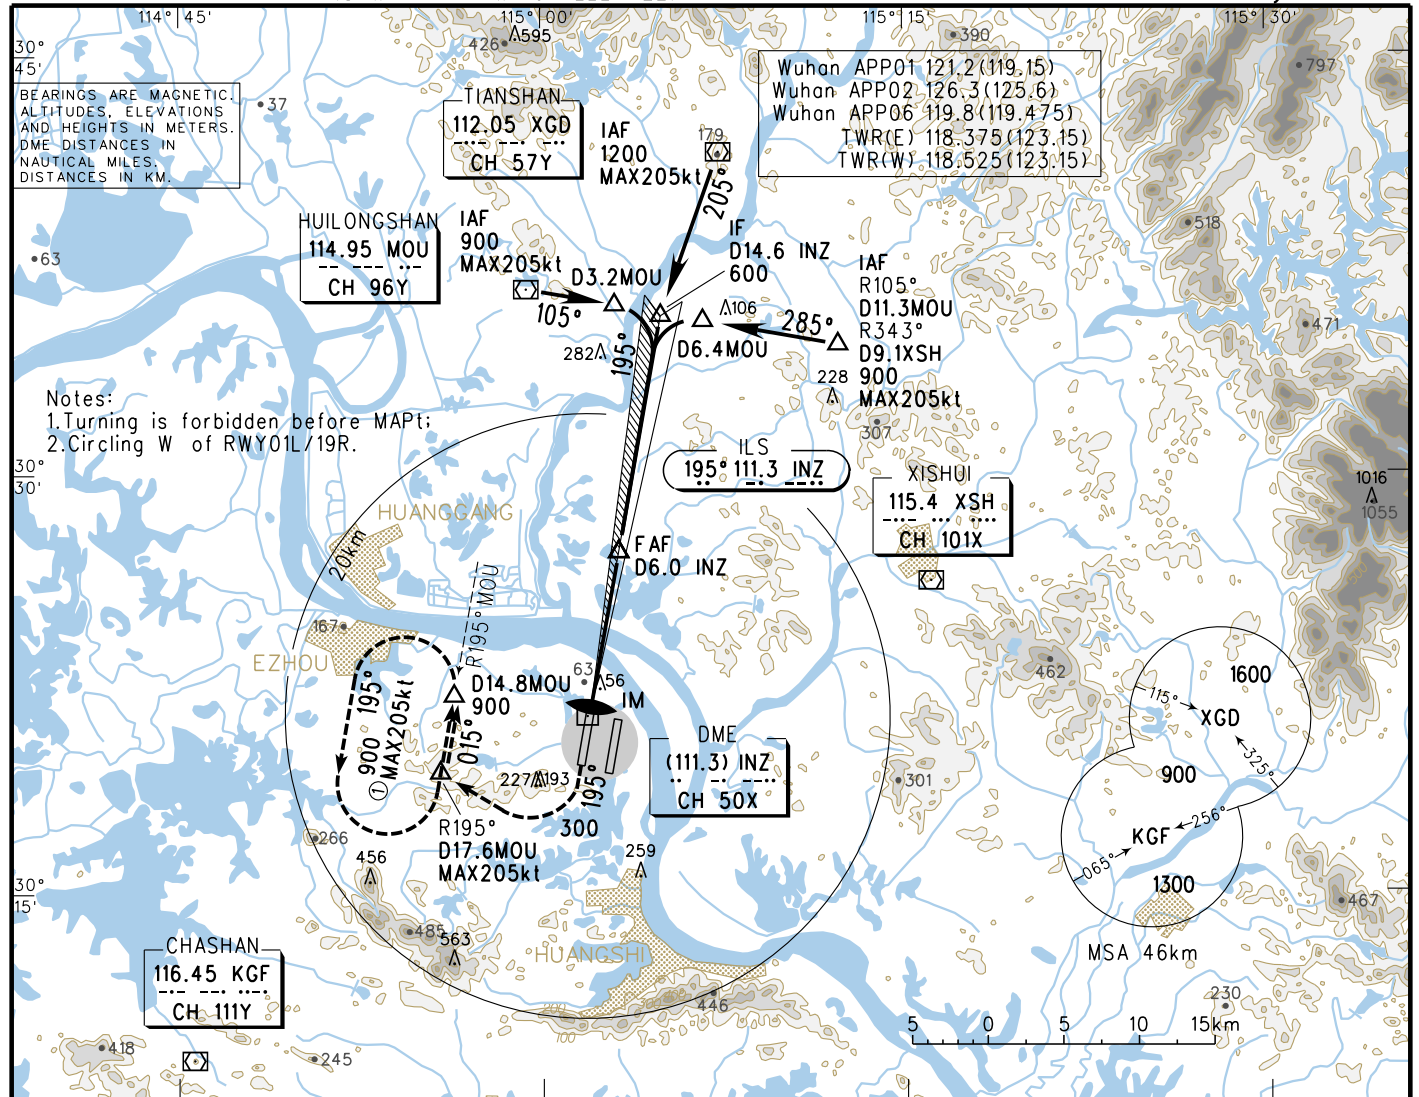 114°45'
115°00'
115°15'
115°30'
30°
45'
BEARINGS ARE MAGNETIC.
ALTITUDES, ELEVATIONS
AND HEIGHTS IN METERS.
DME DISTANCES IN
NAUTICAL MILES.
DISTANCES IN KM.
37
63
426
595
390
797
TIANSHAN
112.05 XGD
CH 57Y
IAF
1200
MAX205kt
179
205°
Wuhan APP01 121.2(119.15)
Wuhan APP02 126.3(125.6)
Wuhan APP06 119.8(119.475)
TWR(E) 118.375(123.15)
TWR(W) 118.525(123.15)
HUILONGSHAN
114.95 MOU
CH 96Y
IAF
900
MAX205kt
D3.2MOU
105°
IF
D14.6 INZ
600
106
D6.4MOU
285°
IAF
R105°
D11.3MOU
R343°
D9.1XSH
900
MAX205kt
518
471
282
195°
228
307
Notes:
1.Turning is forbidden before MAPt;
2.Circling W of RWY01L/19R.
30°
30'
ILS
195° 111.3 INZ
XISHUI
115.4 XSH
CH 101X
1016
1055
HUANGGANG
20km
FAF
D6.0 INZ
R195°MOU
167
EZHOU
195°
900
① MAX205kt
D14.8MOU
900
015°
63
56
IM
462
227
193
195°
300
DME
(111.3) INZ
CH 50X
301
R195°
D17.6MOU
MAX205kt
266
456
259
485
563
30°
15'
HUANGSHI
446
CHASHAN
116.45 KGF
CH 111Y
418
245
1600
115°
XGD
325°
900
256°
KGF
065°
1300
MSA 46km
467
230
5 0 5 10 15km